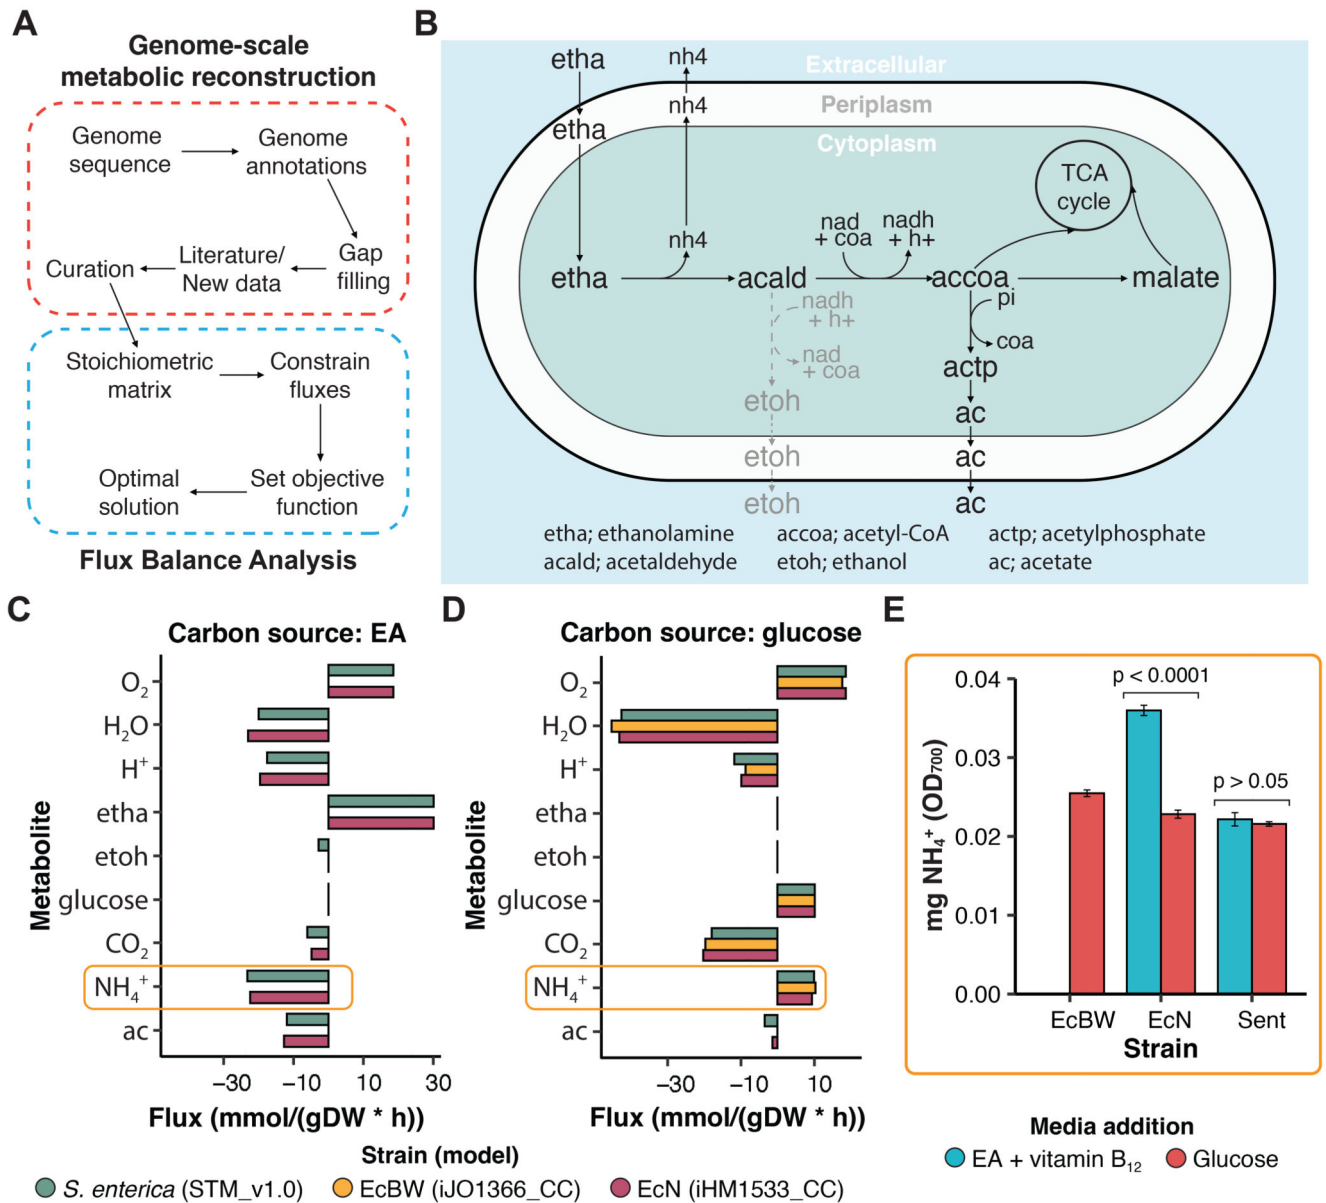 A
Genome-scale
metabolic reconstruction
Genome
sequence
Genome
annotations
Curation
Literature/
New data
Gap
filling
Stoichiometric
matrix
Constrain
fluxes
Optimal
solution
Set objective
function
Flux Balance Analysis
B
etha
nh4
Extracellular
nh4
Periplasm
etha
Cytoplasm
TCA
cycle
nh4
nad
+ coa
nadh
+ h+
etha
acald
accoa
malate
nadh
+ h+
pi
nad
+ coa
coa
actp
etoh
ac
etoh
ac
etoh
ac
etha; ethanolamine
accoa; acetyl-CoA
actp; acetylphosphate
acald; acetaldehyde
etoh; ethanol
ac; acetate
C
Carbon source: EA
Metabolite
O2
H2O
H+
etha
etoh
glucose
CO2
NH4+
ac
−30 −10 10 30
Flux (mmol/(gDW * h))
D
Carbon source: glucose
Metabolite
O2
H2O
H+
etha
etoh
glucose
CO2
NH4+
ac
−30 −10 10
Flux (mmol/(gDW * h))
Strain (model)
S. enterica (STM_v1.0)
EcBW (iJO1366_CC)
EcN (iHM1533_CC)
E
mg NH4+ (OD700)
0.04
0.03
0.02
0.01
0.00
p < 0.0001
p > 0.05
EcBW EcN Sent
Strain
Media addition
EA + vitamin B12
Glucose